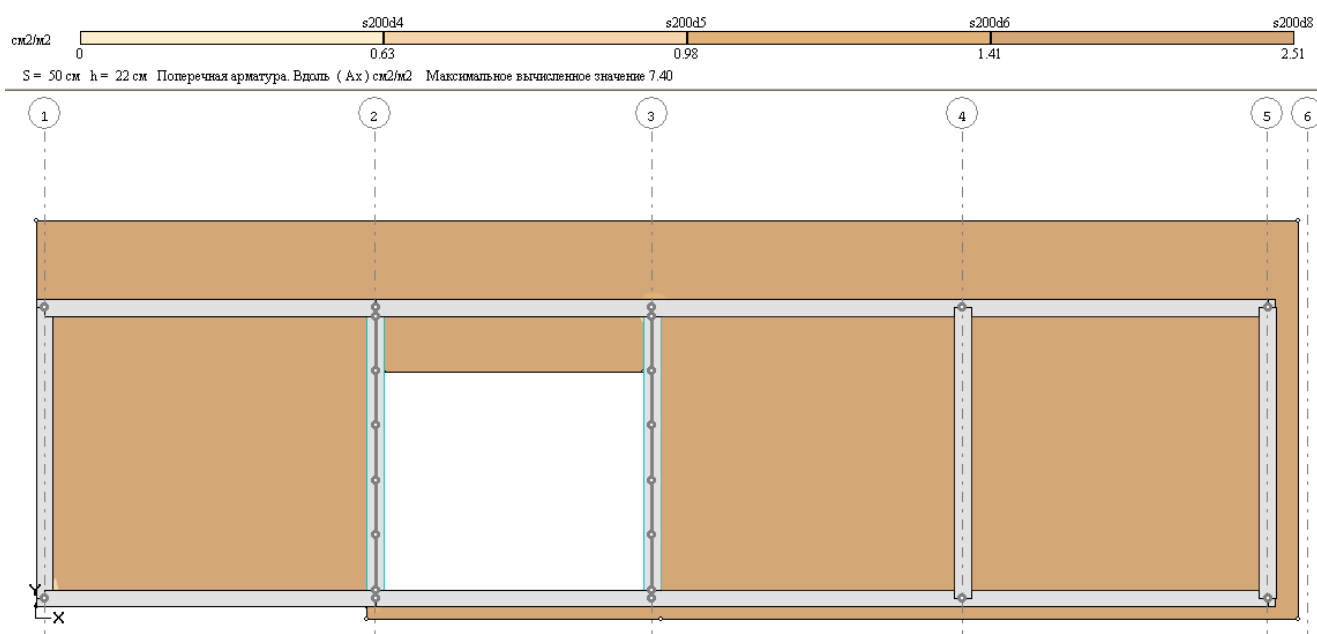 s200d4 s200d5 s200d6 s200d8
см2/м2
0 0.63 0.98 1.41 2.51
S = 50 см h = 22 см Поперечная арматура. Вдоль ( Ax ) см2/м2 Максимальное вычисленное значение 7.40
1 2 3 4 5 6
Y
X